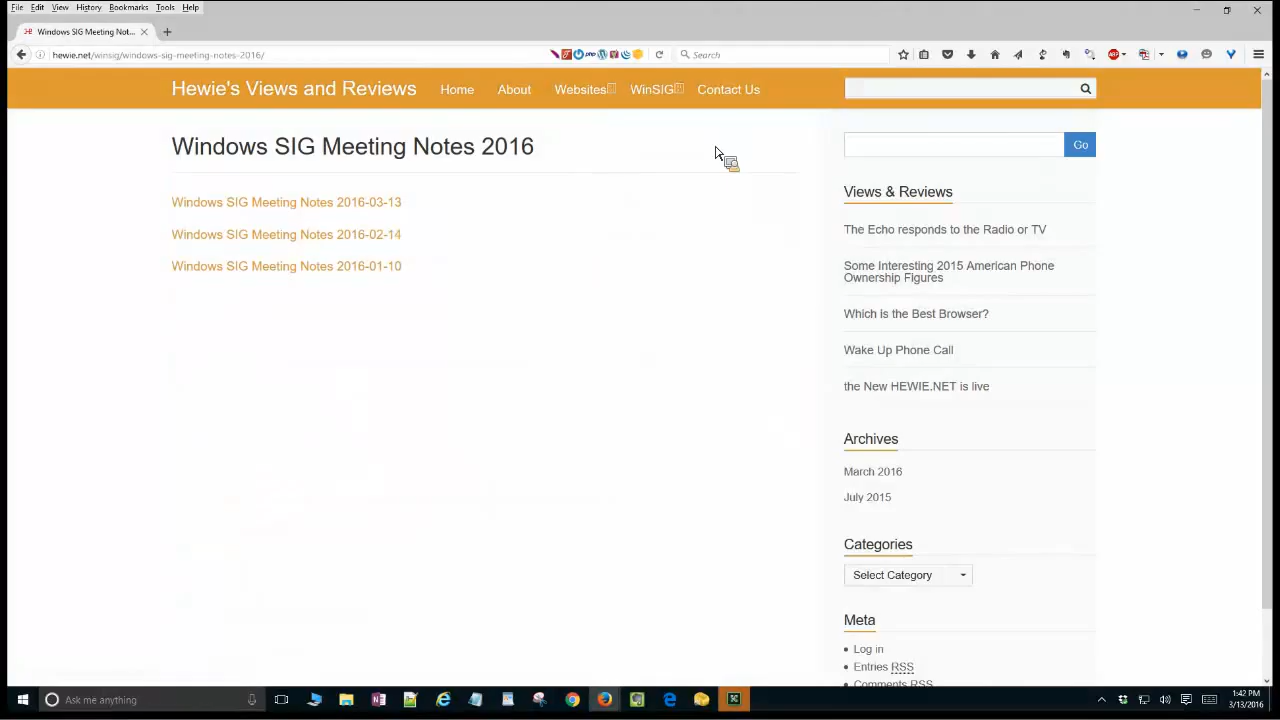 File Edit View History Bookmarks Tools Help
Windows SIG Meeting Not...
hewie.net/winsig/windows-sig-meeting-notes-2016/
Search
Hewie's Views and Reviews Home About Websites WinSIG Contact Us
Windows SIG Meeting Notes 2016
Windows SIG Meeting Notes 2016-03-13
Windows SIG Meeting Notes 2016-02-14
Windows SIG Meeting Notes 2016-01-10
Go
Views & Reviews
The Echo responds to the Radio or TV
Some Interesting 2015 American Phone
Ownership Figures
Which is the Best Browser?
Wake Up Phone Call
the New HEWIE.NET is live
Archives
March 2016
July 2015
Categories
Select Category
Meta
Log in
Entries RSS
Comments RSS
Ask me anything
1:42 PM
3/13/2016